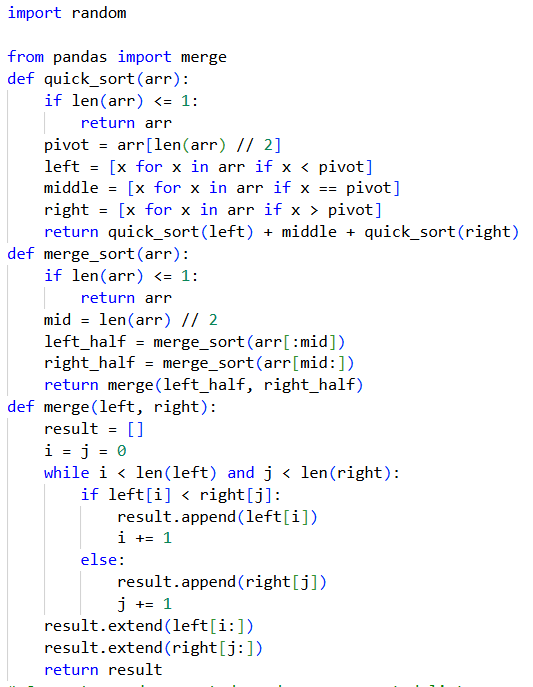 import random
from pandas import merge
def quick_sort(arr):
    if len(arr) <= 1:
        return arr
    pivot = arr[len(arr) // 2]
    left = [x for x in arr if x < pivot]
    middle = [x for x in arr if x == pivot]
    right = [x for x in arr if x > pivot]
    return quick_sort(left) + middle + quick_sort(right)
def merge_sort(arr):
    if len(arr) <= 1:
        return arr
    mid = len(arr) // 2
    left_half = merge_sort(arr[:mid])
    right_half = merge_sort(arr[mid:])
    return merge(left_half, right_half)
def merge(left, right):
    result = []
    i = j = 0
    while i < len(left) and j < len(right):
        if left[i] < right[j]:
            result.append(left[i])
            i += 1
        else:
            result.append(right[j])
            j += 1
    result.extend(left[i:])
    result.extend(right[j:])
    return result